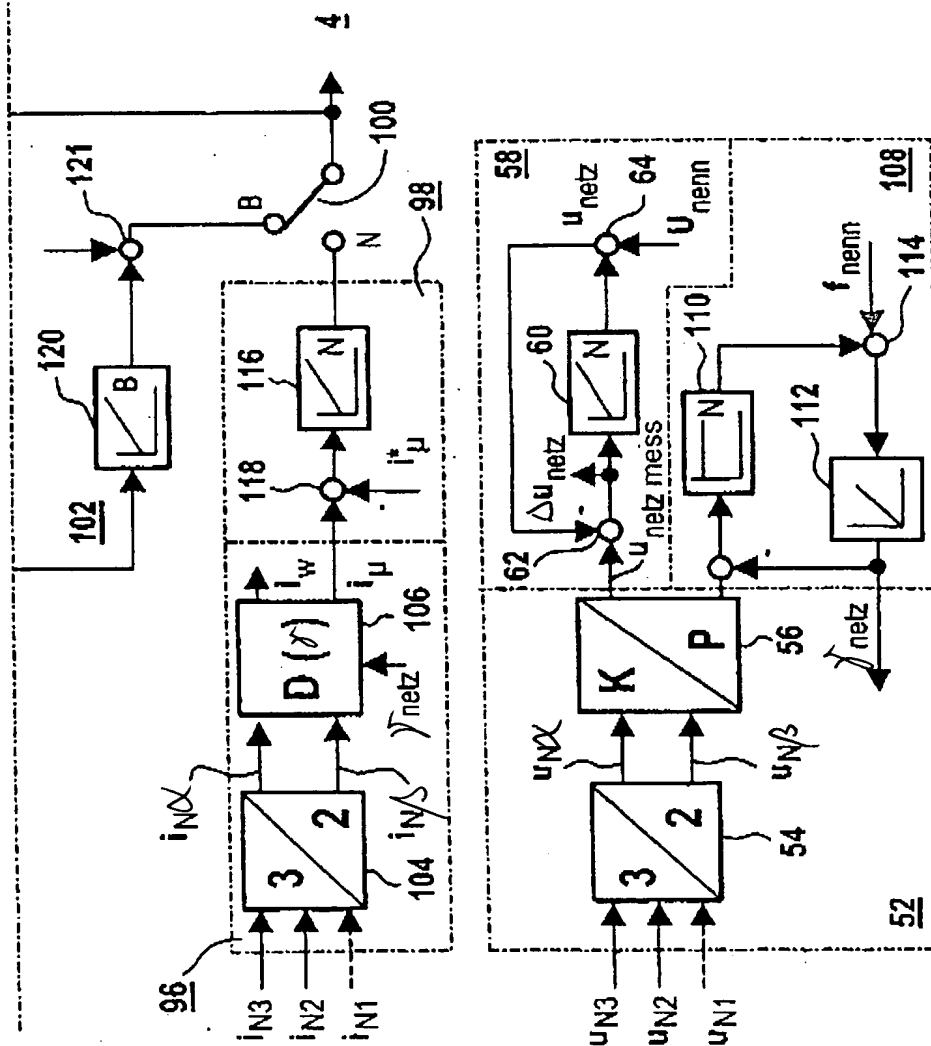 4
121
120
B
102
B
100
N
98
116
N
118
i*μ
iw
iμ
106
D (γ)
γnetz
iNα
iNβ
3
2
104
96
iN3
iN2
iN1
58
unetz
64
Unenn
60
N
Δunetz
62
unetz mess
108
fnenn
114
110
N
112
γnetz
K
P
56
uNα
uNβ
3
2
54
52
uN3
uN2
uN1